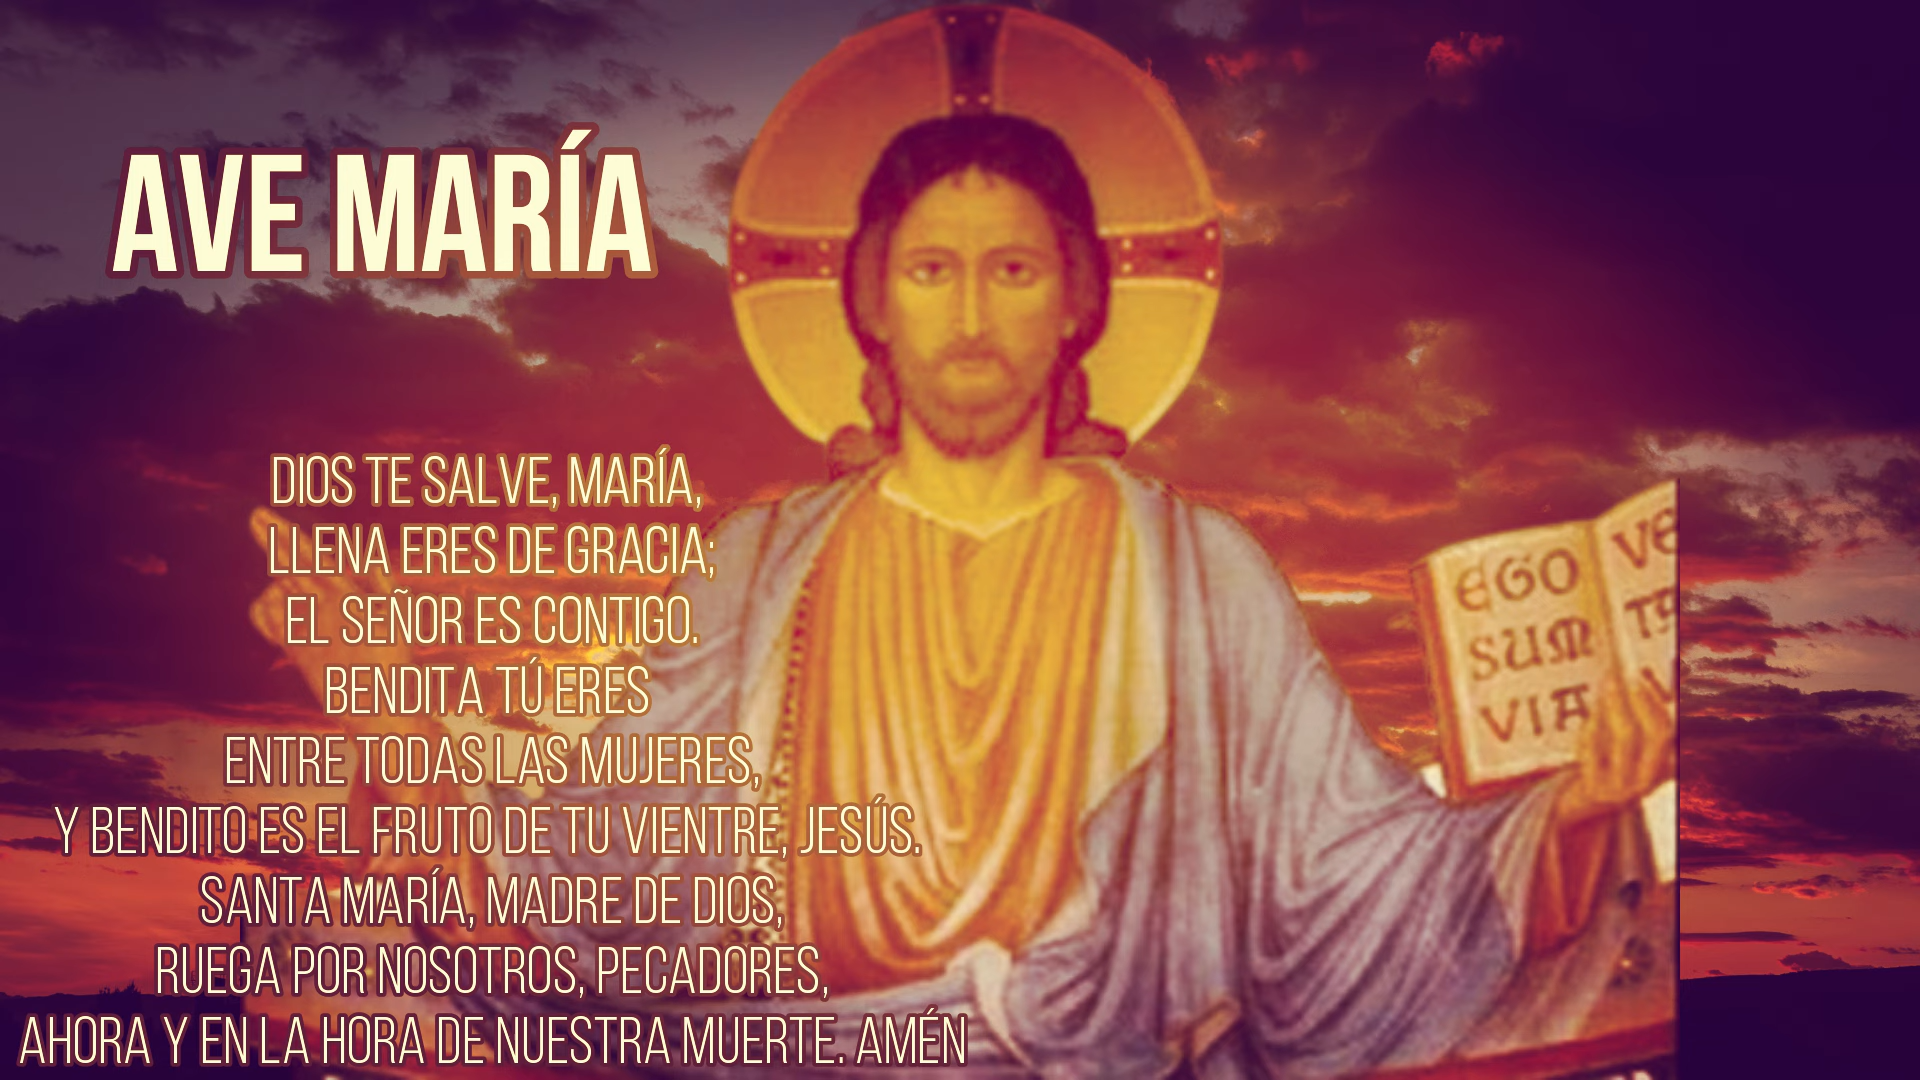 AVE MARÍA
DIOS TE SALVE, MARÍA,
LLENA ERES DE GRACIA;
EL SEÑOR ES CONTIGO.
BENDITA TÚ ERES
ENTRE TODAS LAS MUJERES,
Y BENDITO ES EL FRUTO DE TU VIENTRE, JESÚS.
SANTA MARÍA, MADRE DE DIOS,
RUEGA POR NOSOTROS, PECADORES,
AHORA Y EN LA HORA DE NUESTRA MUERTE. AMÉN
EGO
SUM
VIA
VE